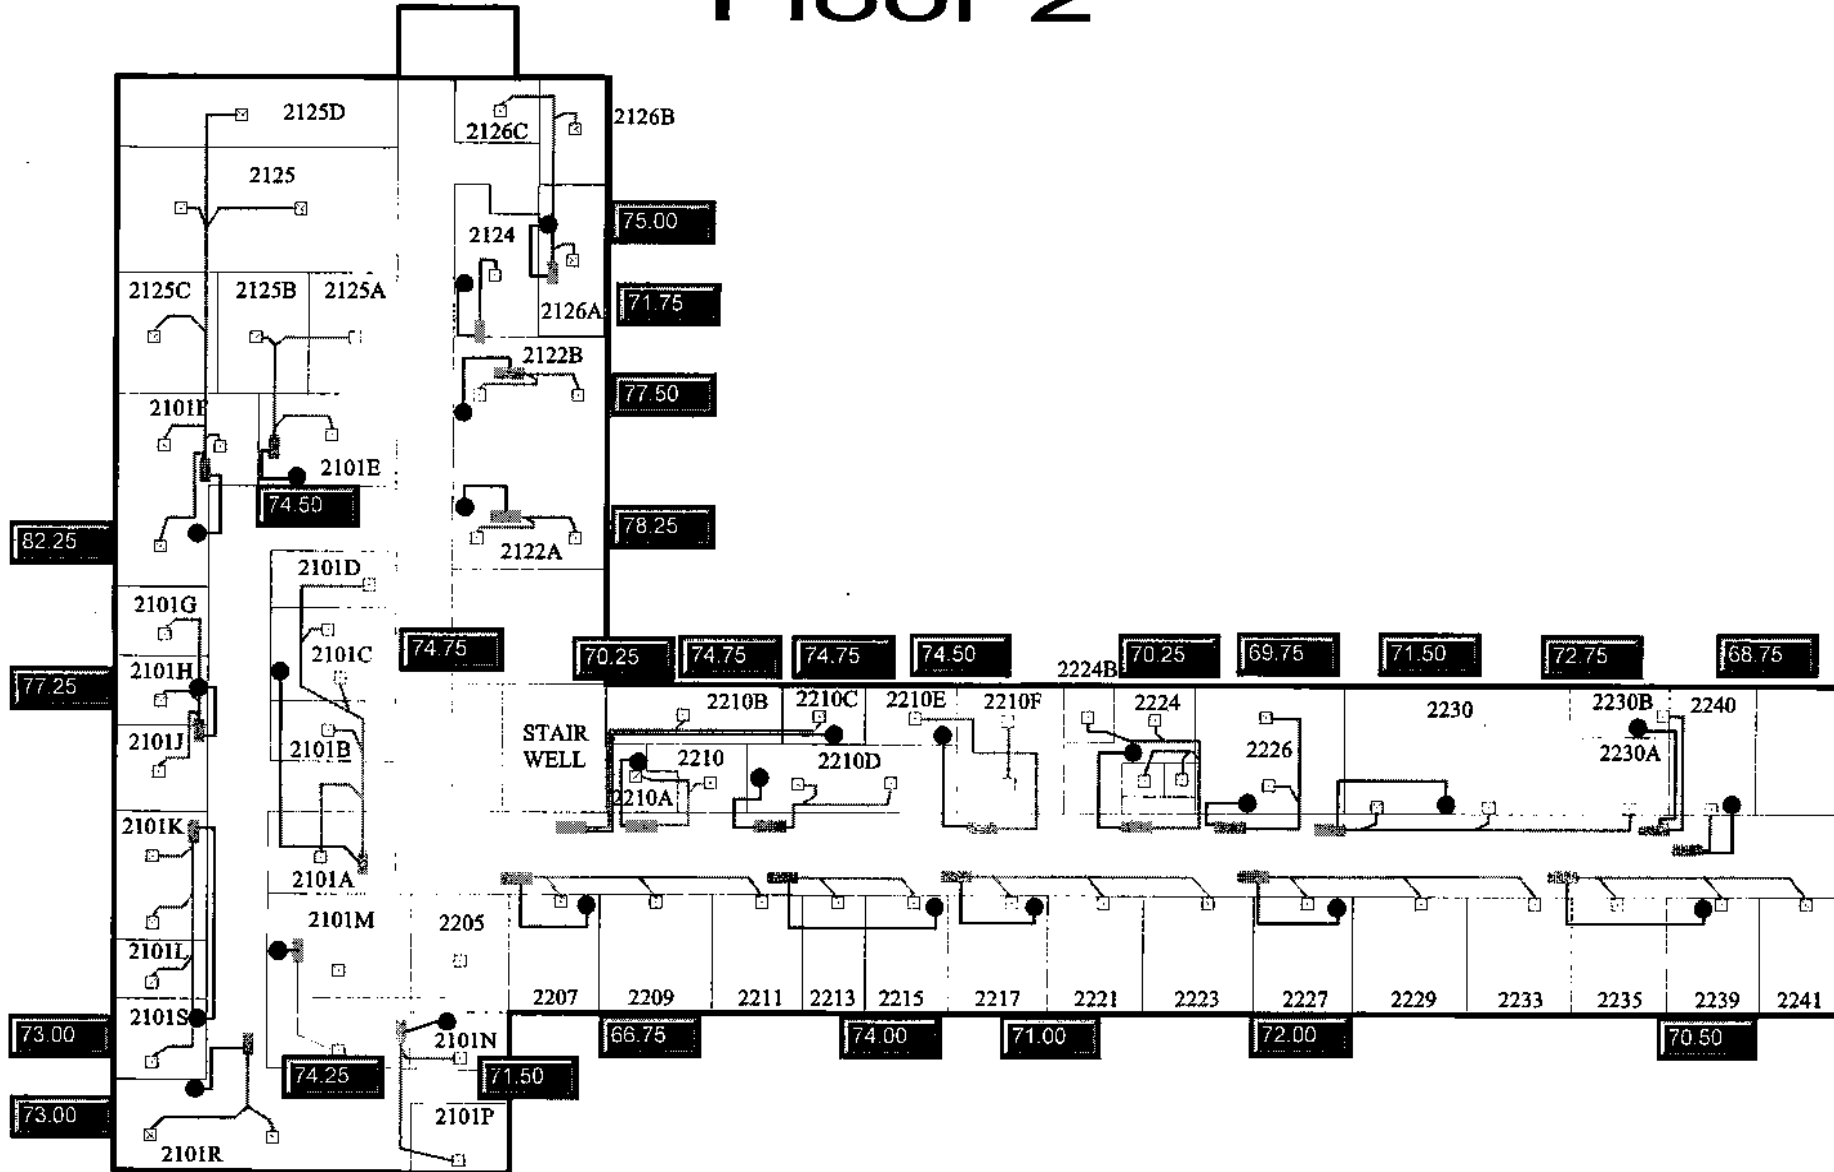 Floor 2
2125D
2126C
2126B
2125
75.00
2124
2125C
2125B
2125A
71.75
2126A
2122B
77.50
2101F
2101E
74.50
78.25
82.25
2122A
2101D
2101G
74.75
70.25
74.75
74.75
74.50
70.25
69.75
71.50
72.75
68.75
2101C
2101H
77.25
2224B
2210B
2210C
2210E
2210F
2224
2230
2230B
2240
2101J
2101B
STAIR
WELL
2210
2210D
2226
2230A
2210A
2101K
2101A
2101M
2205
2101L
2207
2209
2211
2213
2215
2217
2221
2223
2227
2229
2233
2235
2239
2241
2101S
73.00
2101N
66.75
74.00
71.00
72.00
70.50
74.25
71.50
73.00
2101P
2101R